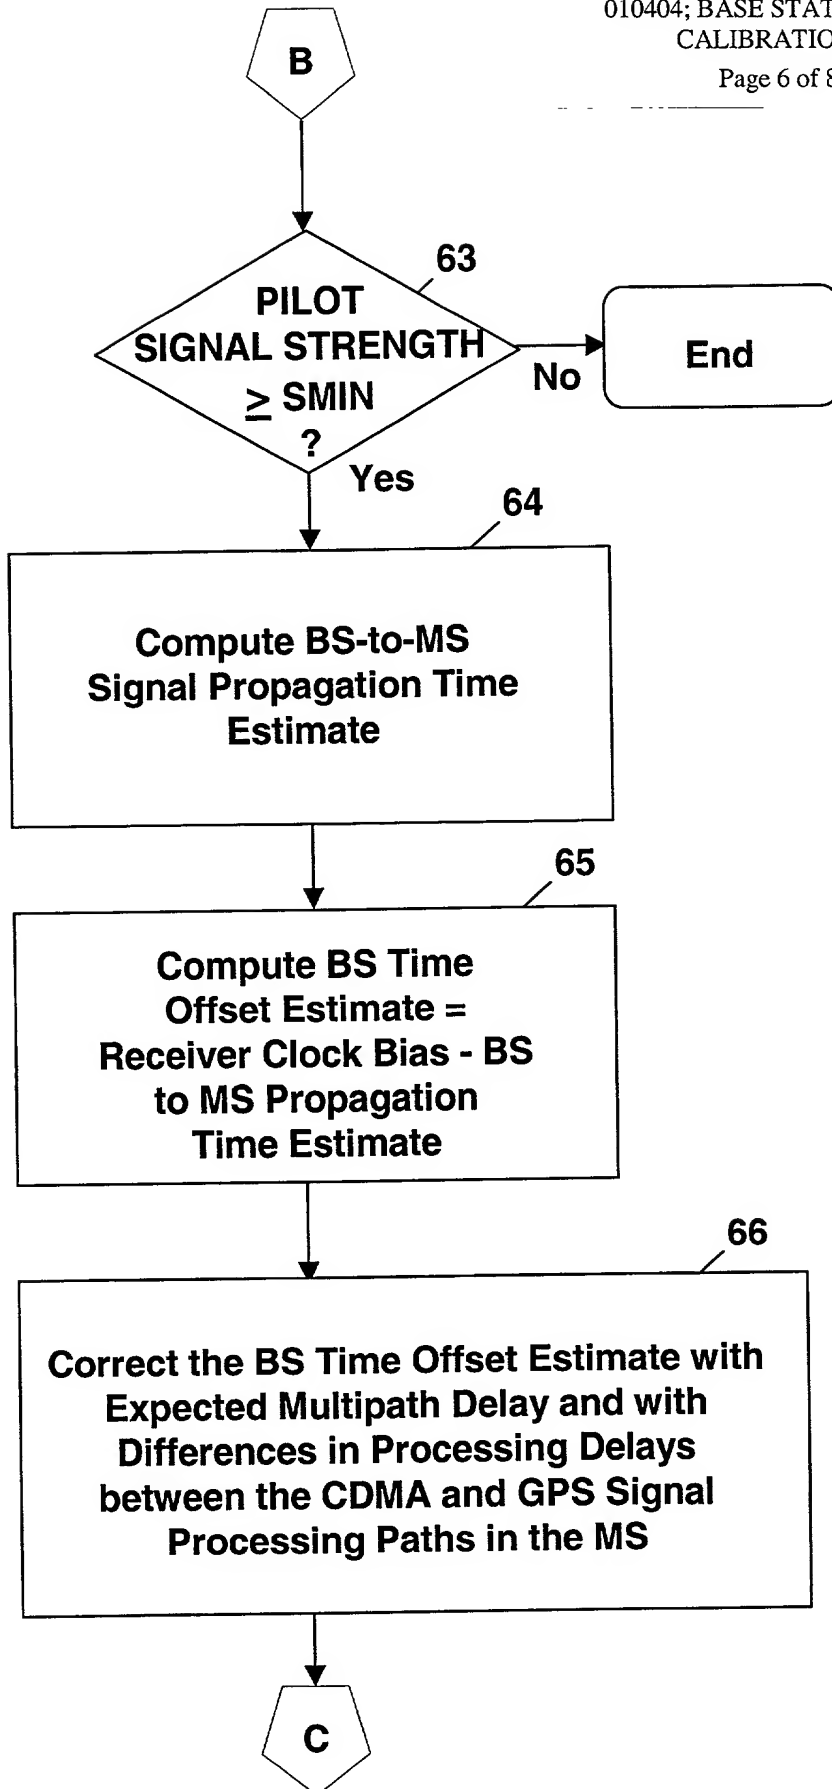 010404; BASE STAT
CALIBRATIO
Page 6 of 8
B
63
PILOT
SIGNAL STRENGTH
≥ SMIN
?
No
End
Yes
64
Compute BS-to-MS
Signal Propagation Time
Estimate
65
Compute BS Time
Offset Estimate =
Receiver Clock Bias - BS
to MS Propagation
Time Estimate
66
Correct the BS Time Offset Estimate with
Expected Multipath Delay and with
Differences in Processing Delays
between the CDMA and GPS Signal
Processing Paths in the MS
C